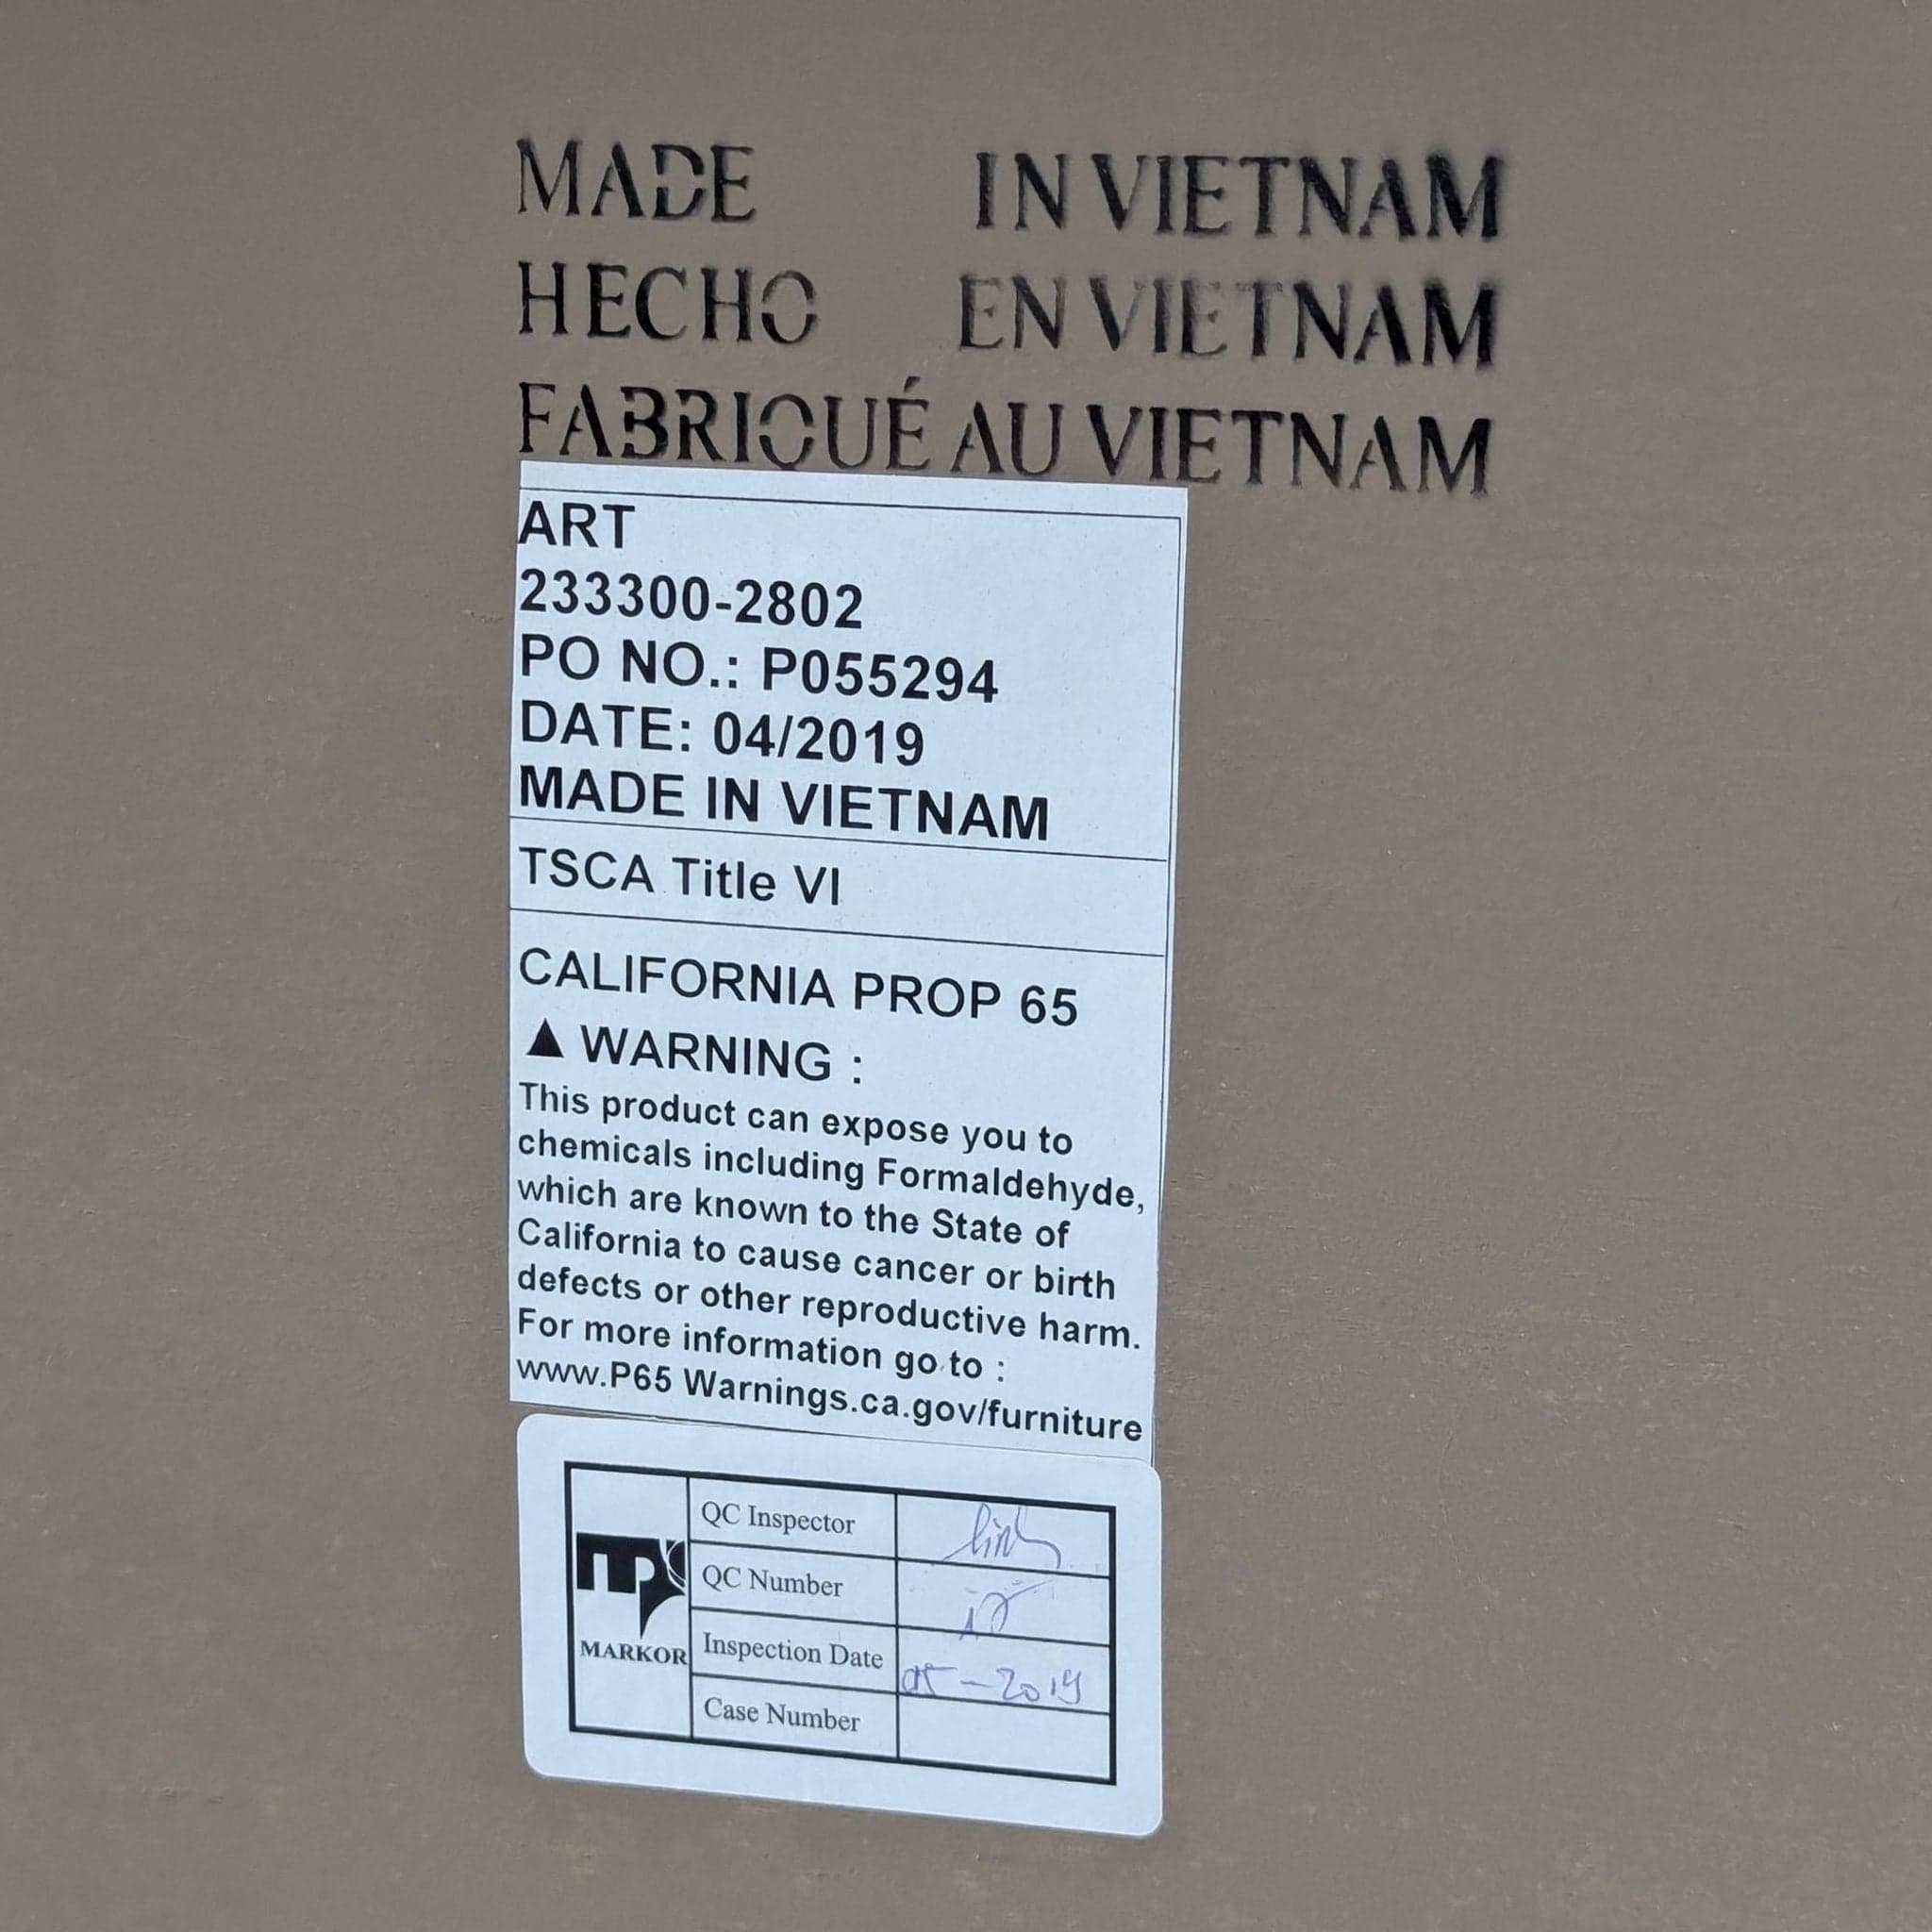 MADE IN VIETNAM
HECHO EN VIETNAM
FABRIQUÉ AU VIETNAM
ART
233300-2802
PO NO.: P055294
DATE: 04/2019
MADE IN VIETNAM
TSCA Title VI
CALIFORNIA PROP 65
▲ WARNING :
This product can expose you to
chemicals including Formaldehyde,
which are known to the State of
California to cause cancer or birth
defects or other reproductive harm.
For more information go to :
www.P65 Warnings.ca.gov/furniture
MARKOR
QC Inspector
QC Number
Inspection Date 05-2019
Case Number